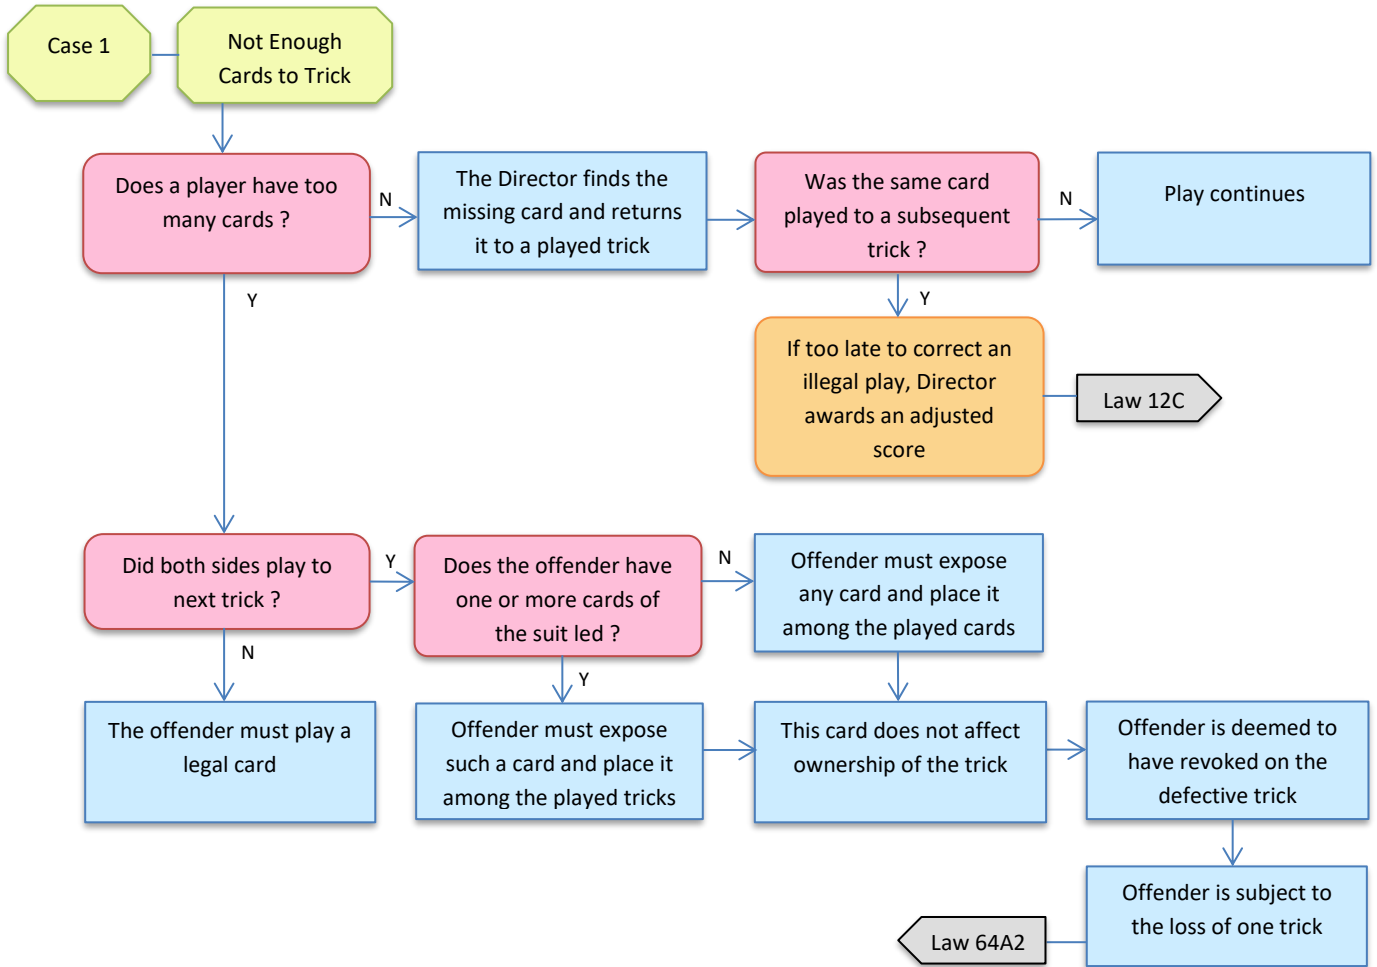 Case 1
Not Enough
Cards to Trick
Does a player have too
many cards ?
N
The Director finds the
missing card and returns
it to a played trick
Was the same card
played to a subsequent
trick ?
N
Play continues
Y
Y
If too late to correct an
illegal play, Director
awards an adjusted
score
Law 12C
Did both sides play to
next trick ?
Y
Does the offender have
one or more cards of
the suit led ?
N
Offender must expose
any card and place it
among the played cards
N
Y
The offender must play a
legal card
Offender must expose
such a card and place it
among the played tricks
This card does not affect
ownership of the trick
Offender is deemed to
have revoked on the
defective trick
Offender is subject to
the loss of one trick
Law 64A2